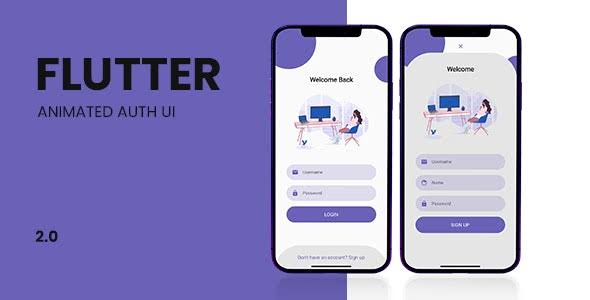 FLUTTER
ANIMATED AUTH UI
2.0
Welcome Back
Username
Password
LOGIN
Don't have an account? Sign up
×
Welcome
Username
Name
Password
SIGN UP